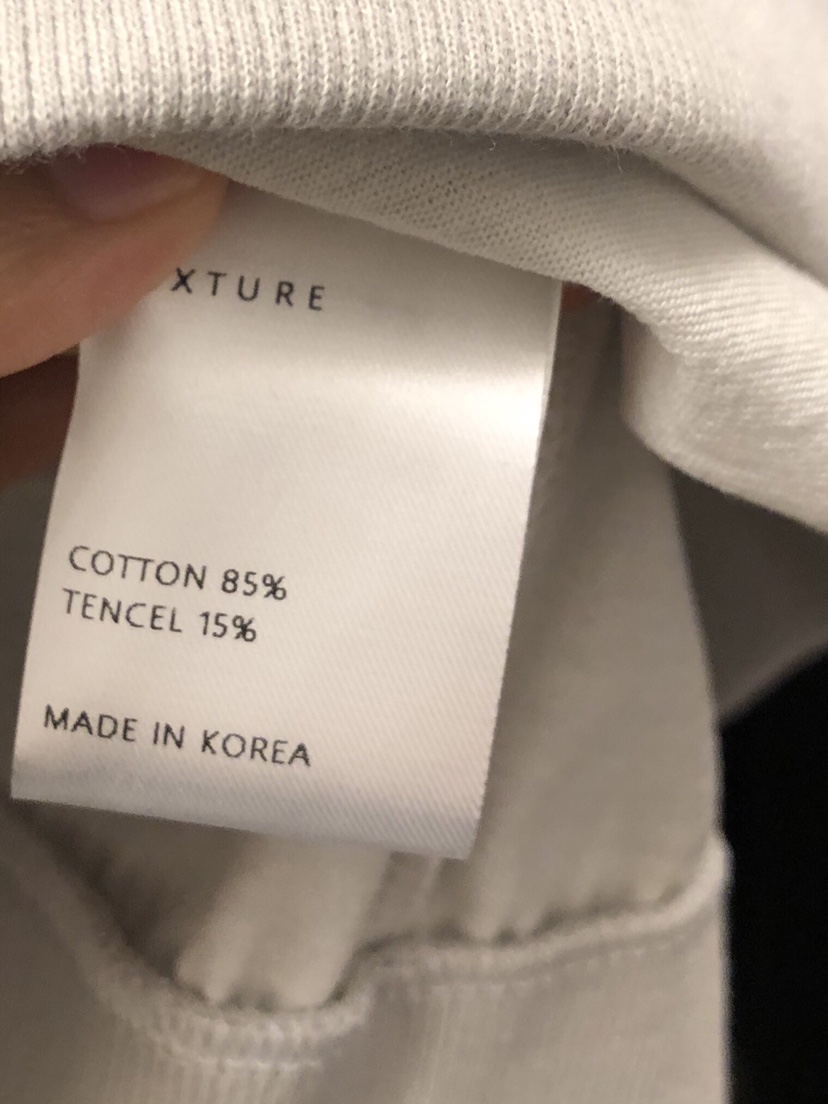 XTURE
COTTON 85%
TENCEL 15%
MADE IN KOREA